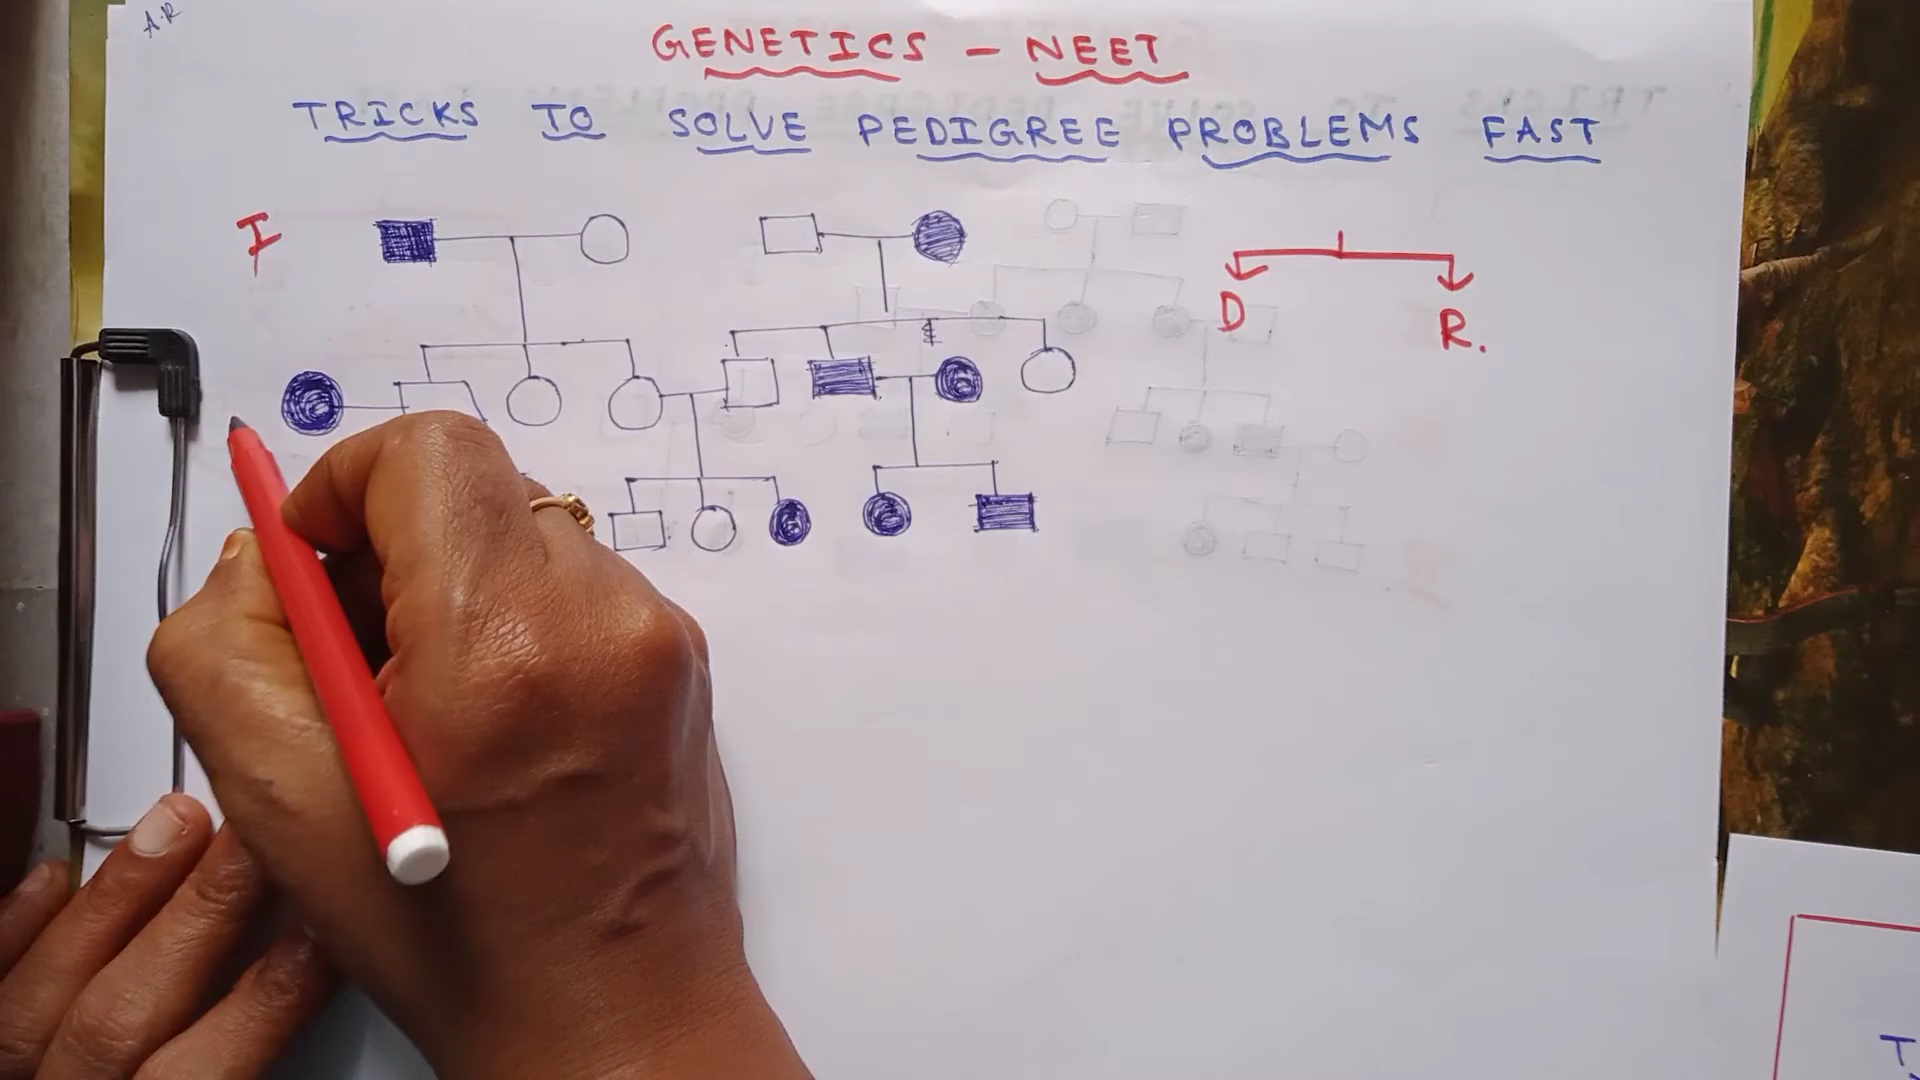 A.R
GENETICS - NEET
TRICKS TO SOLVE PEDIGREE PROBLEMS FAST
I
D
R.
T